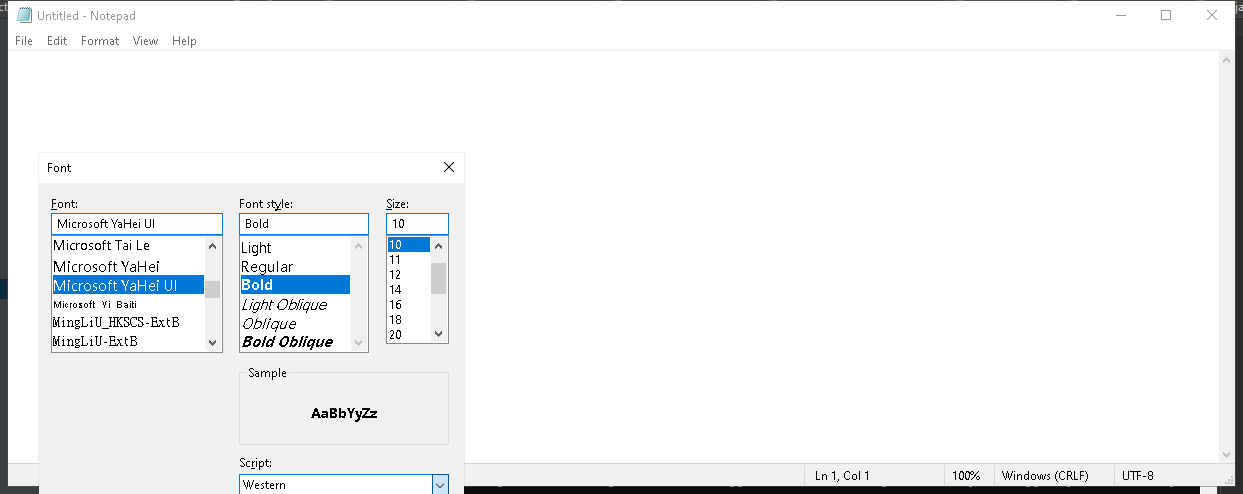 Untitled - Notepad
File Edit Format View Help
Font
Font: Font style: Size:
Microsoft YaHei UI Bold 10
Microsoft Tai Le
Microsoft YaHei
Microsoft YaHei UI
Microsoft Yi Baiti
MingLiU_HKSCS-ExtB
MingLiU-ExtB
Light
Regular
Bold
Light Oblique
Oblique
Bold Oblique
10
11
12
14
16
18
20
Sample
AaBbYyZz
Script:
Western
Ln 1, Col 1 100% Windows (CRLF) UTF-8